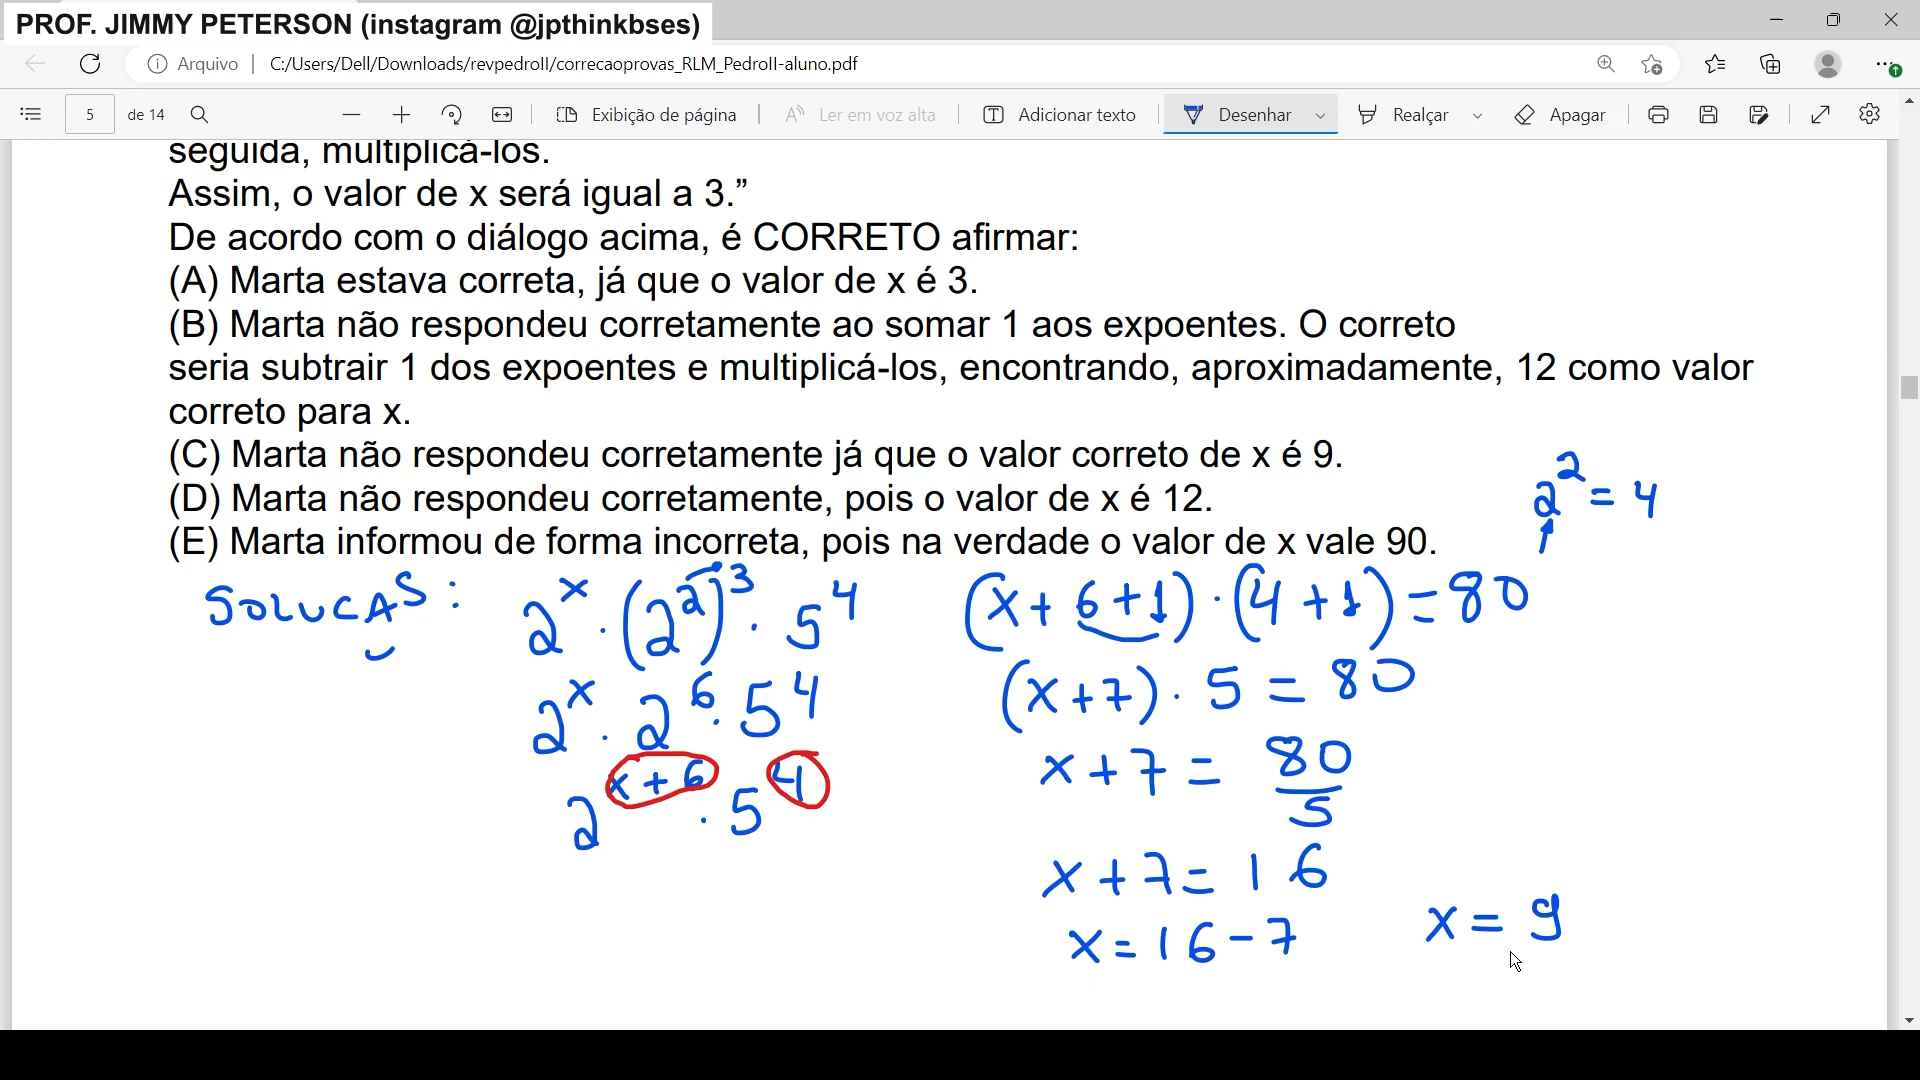 PROF. JIMMY PETERSON (instagram @jpthinkbses)
Arquivo | C:/Users/Dell/Downloads/revpedroII/correcaoprovas_RLM_PedroII-aluno.pdf
5 de 14 Exibição de página Ler em voz alta Adicionar texto Desenhar Realçar Apagar
seguida, multiplicá-los.
Assim, o valor de x será igual a 3.”
De acordo com o diálogo acima, é CORRETO afirmar:
(A) Marta estava correta, já que o valor de x é 3.
(B) Marta não respondeu corretamente ao somar 1 aos expoentes. O correto
seria subtrair 1 dos expoentes e multiplicá-los, encontrando, aproximadamente, 12 como valor
correto para x.
(C) Marta não respondeu corretamente já que o valor correto de x é 9.
(D) Marta não respondeu corretamente, pois o valor de x é 12.
(E) Marta informou de forma incorreta, pois na verdade o valor de x vale 90.
2² = 4
SOLUCAS:
2^x · (2²)³ · 5⁴
2^x · 2⁶ · 5⁴
2^(x+6) · 5⁴
(x + 6 + 1) · (4 + 1) = 80
(x + 7) · 5 = 80
x + 7 = 80/5
x + 7 = 16
x = 16 - 7
x = 9